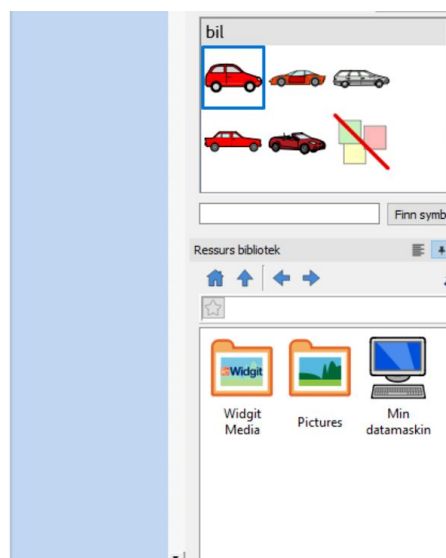 bil
Finn symb
Ressurs bibliotek
Widgit
Widgit
Media
Pictures
Min
datamaskin